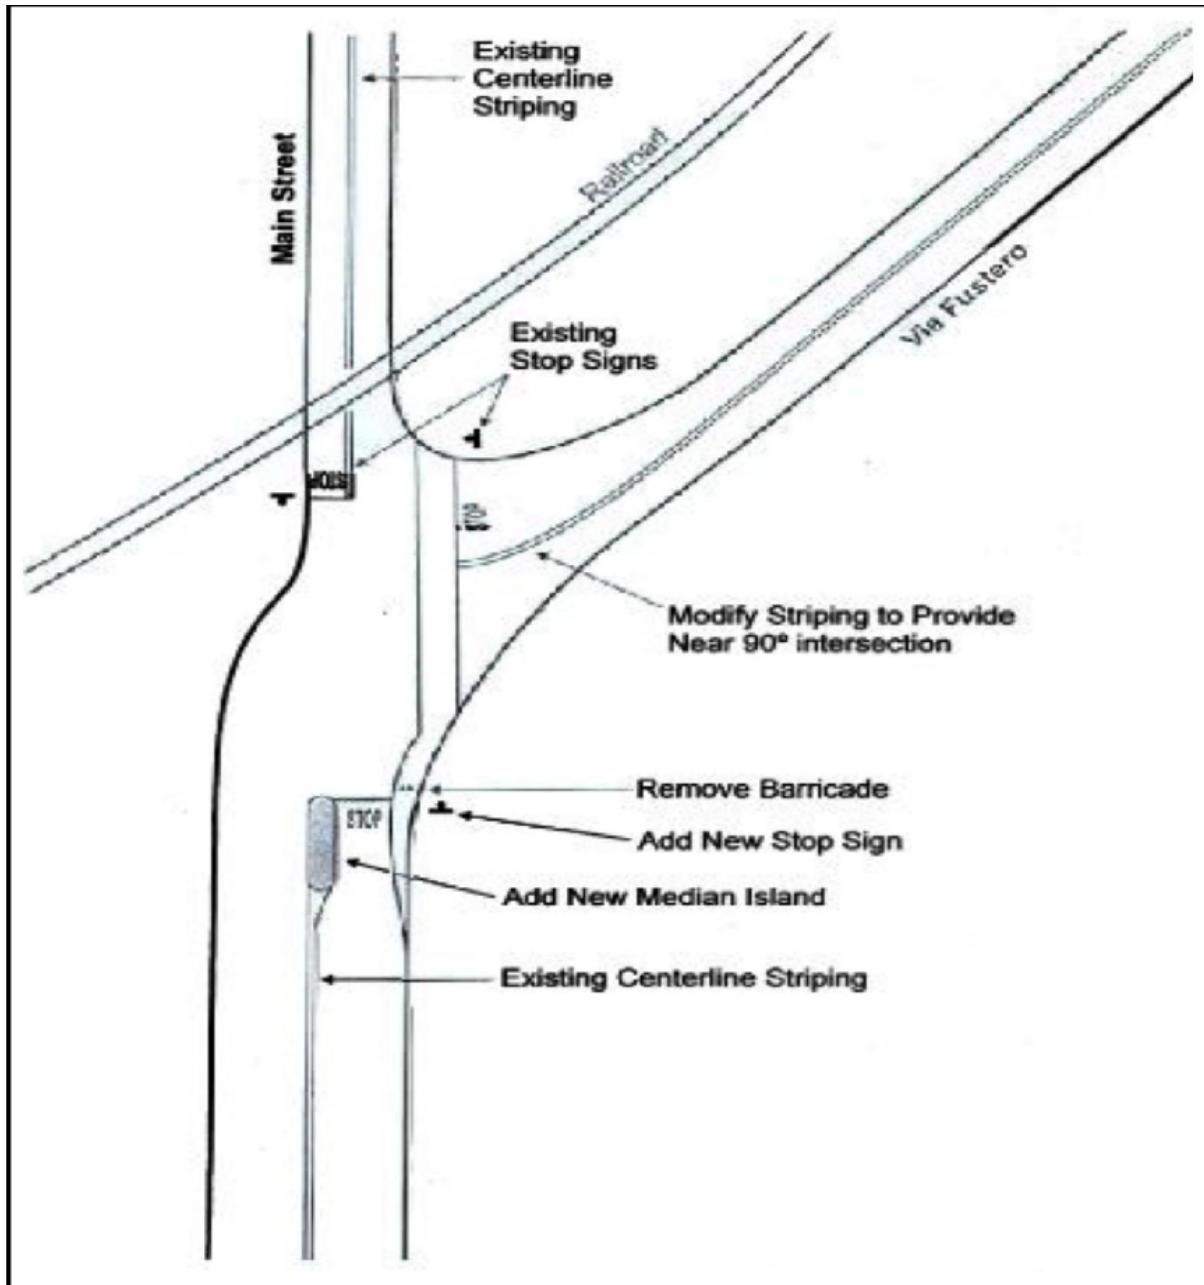 Existing
Centerline
Striping
Main Street
Railroad
Existing
Stop Signs
Via Fustero
STOP
STOP
Modify Striping to Provide
Near 90° intersection
Remove Barricade
STOP
Add New Stop Sign
Add New Median Island
Existing Centerline Striping